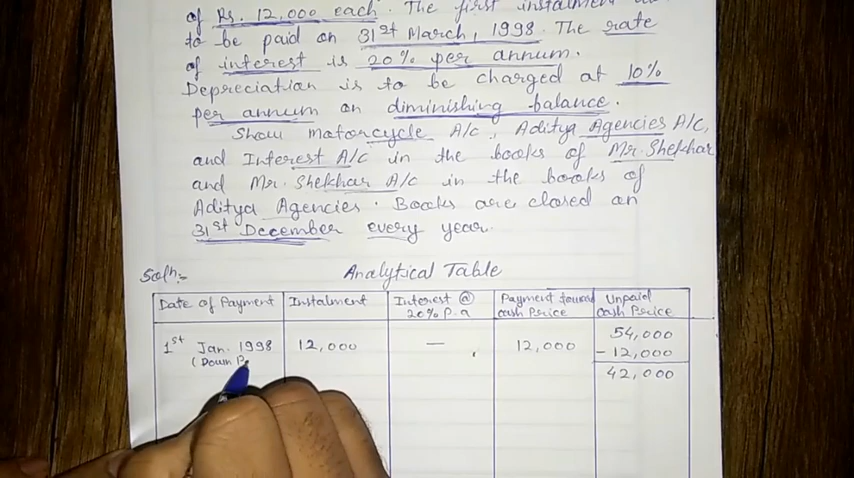 of Rs. 12,000 each. The first instalment
to be paid on 31st March, 1998. The rate
of interest is 20% per annum.
Depreciation is to be charged at 10%
per annum on diminishing balance.
Show Motorcycle A/C, Aditya Agencies A/C,
and Interest A/C in the books of Mr. Shekhar
and Mr. Shekhar A/C in the books of
Aditya Agencies. Books are closed on
31st December every year.
Soln:-
Analytical Table
Date of Payment Instalment Interest @ 20% P.a Payment toward cash Price Unpaid Cash Price
1st Jan. 1998 12,000 — 12,000 54,000
(Down P - 12,000
42,000